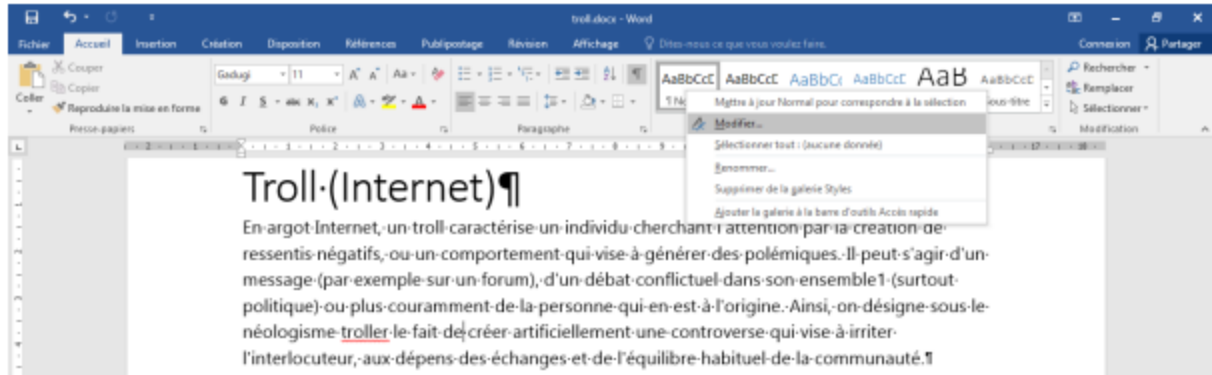 troll.docx - Word
Fichier Accueil Insertion Création Disposition Références Publipostage Révision Affichage Dites-nous ce que vous voulez faire. Connexion Partager
Coller
Couper
Copier
Reproduire la mise en forme
Presse-papiers
Gadugi 11
G I S abc X, X²
Police
Paragraphe
AaBbCcC AaBbCcC AaBbC AaBbCcC AaB AaBbCcC
Sous-titre
Rechercher
Remplacer
Sélectionner
Modification
Mettre à jour Normal pour correspondre à la sélection
Modifier...
Sélectionner tout : (aucune donnée)
Renommer...
Supprimer de la galerie Styles
Ajouter la galerie à la barre d'outils Accès rapide
Troll·(Internet)¶
En·argot·Internet,·un·troll·caractérise·un·individu·cherchant·l'attention·par·la·création·de·
ressentis·négatifs,·ou·un·comportement·qui·vise·à·générer·des·polémiques.·Il·peut·s'agir·d'un·
message·(par·exemple·sur·un·forum),·d'un·débat·conflictuel·dans·son·ensemble1·(surtout·
politique)·ou·plus·couramment·de·la·personne·qui·en·est·à·l'origine.·Ainsi,·on·désigne·sous·le·
néologisme·troller·le·fait·de·créer·artificiellement·une·controverse·qui·vise·à·irriter·
l'interlocuteur,·aux·dépens·des·échanges·et·de·l'équilibre·habituel·de·la·communauté.¶